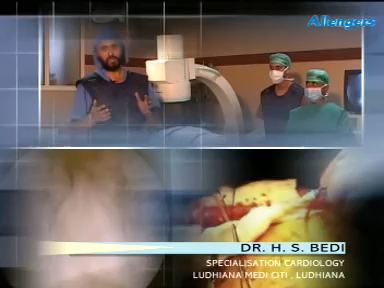 Allengers
DR. H. S. BEDI
SPECIALISATION CARDIOLOGY
LUDHIANA MEDI CITI , LUDHIANA